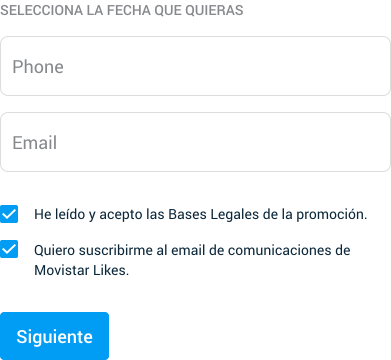 SELECCIONA LA FECHA QUE QUIERAS
Phone
Email
He leído y acepto las Bases Legales de la promoción.
Quiero suscribirme al email de comunicaciones de
Movistar Likes.
Siguiente